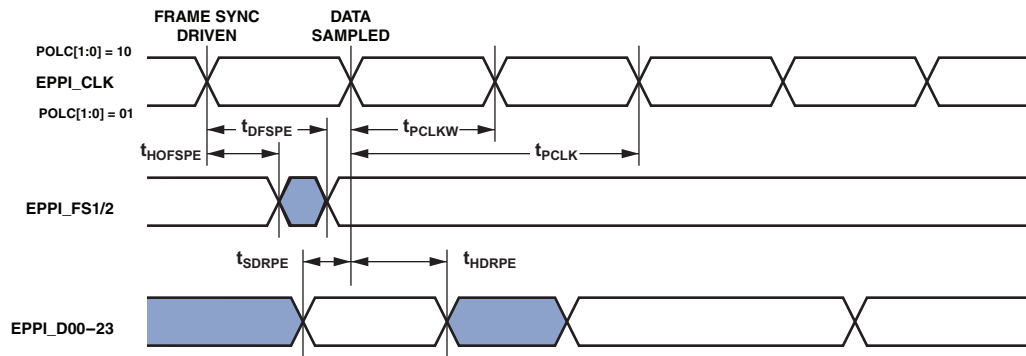 FRAME SYNC
DRIVEN
DATA
SAMPLED
POLC[1:0] = 10
EPPI_CLK
POLC[1:0] = 01
tDFSPE
tPCLKW
tHOFSPE
tPCLK
EPPI_FS1/2
tSDRPE
tHDRPE
EPPI_D00–23